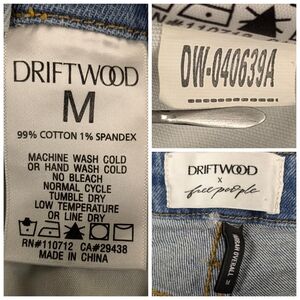 DRIFTWOOD
M
99% COTTON 1% SPANDEX
MACHINE WASH COLD
OR HAND WASH COLD
NO BLEACH
NORMAL CYCLE
TUMBLE DRY
LOW TEMPERATURE
OR LINE DRY
RN#110712 CA#29438
MADE IN CHINA
DW-040639A
DRIFTWOOD
x
free people